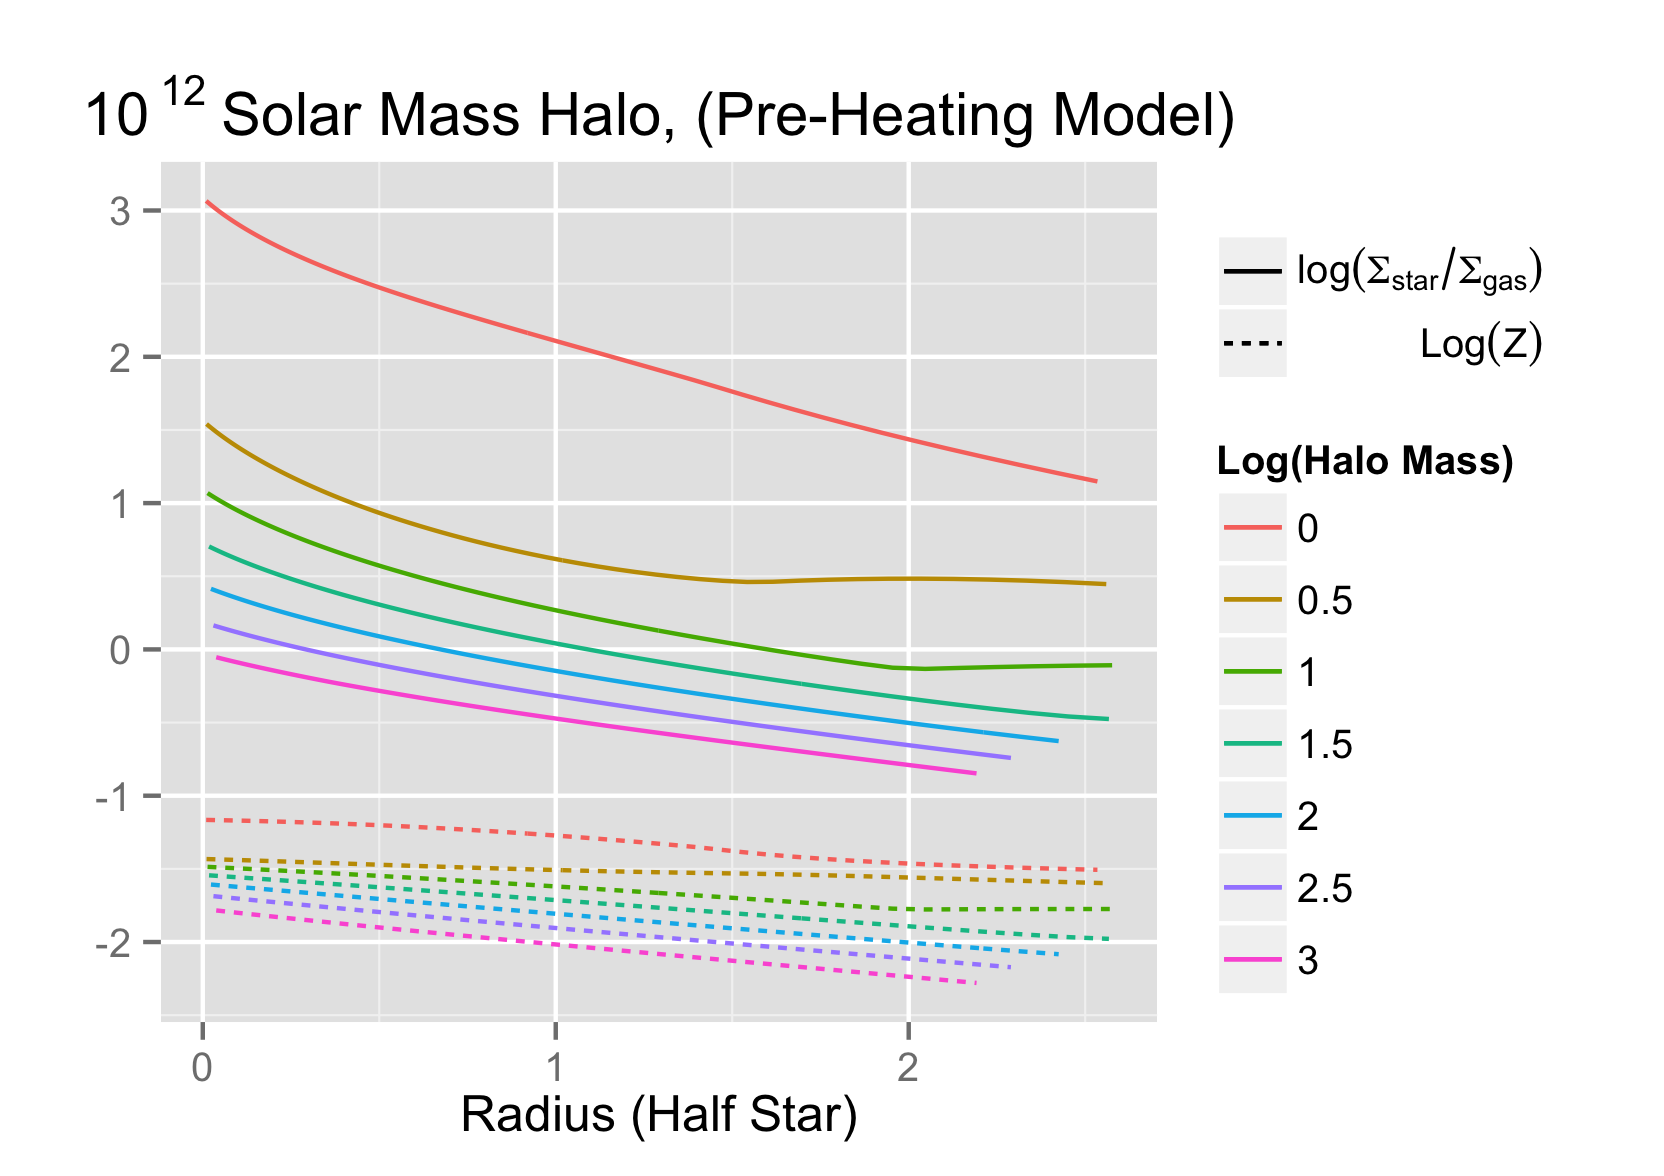 10 12 Solar Mass Halo, (Pre-Heating Model)
3
2
1
0
-1
-2
0 1 2
Radius (Half Star)
log(Σstar/Σgas)
Log(Z)
Log(Halo Mass)
0
0.5
1
1.5
2
2.5
3